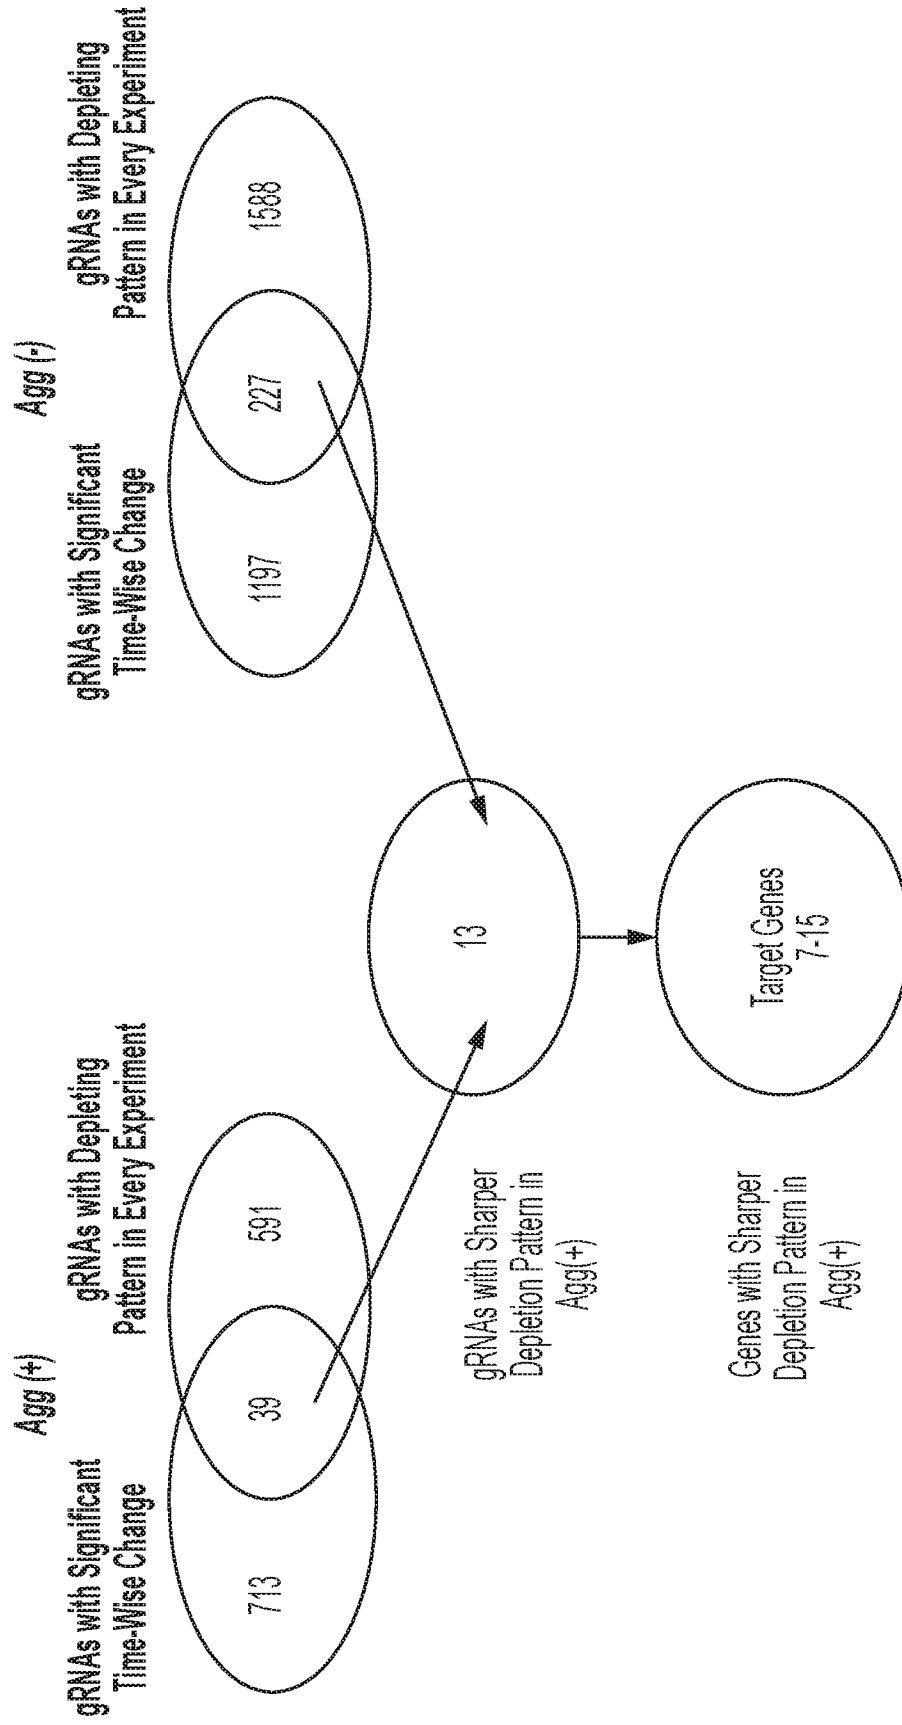 Agg (+)
gRNAs with Significant
Time-Wise Change
gRNAs with Depleting
Pattern in Every Experiment
713
39
591
Agg (-)
gRNAs with Significant
Time-Wise Change
gRNAs with Depleting
Pattern in Every Experiment
1197
227
1588
gRNAs with Sharper
Depletion Pattern in
Agg(+)
13
Genes with Sharper
Depletion Pattern in
Agg(+)
Target Genes
7-15